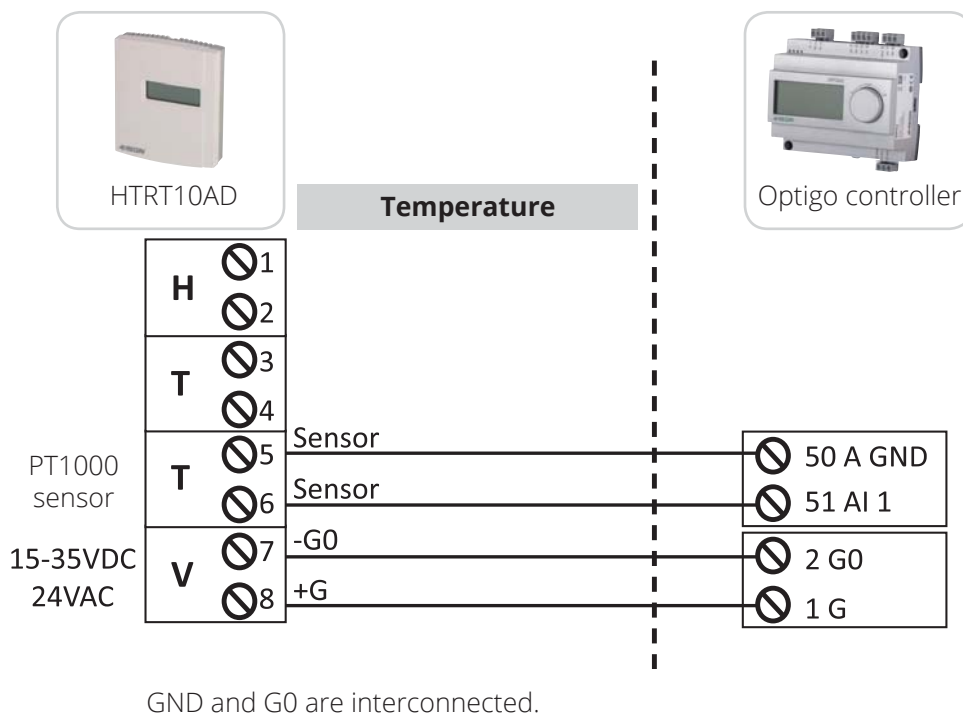 HTRT10AD
Temperature
Optigo controller
H
1
2
T
3
4
PT1000
sensor
T
5 Sensor
6 Sensor
50 A GND
51 AI 1
15-35VDC
24VAC
V
7 -G0
8 +G
2 G0
1 G
GND and G0 are interconnected.